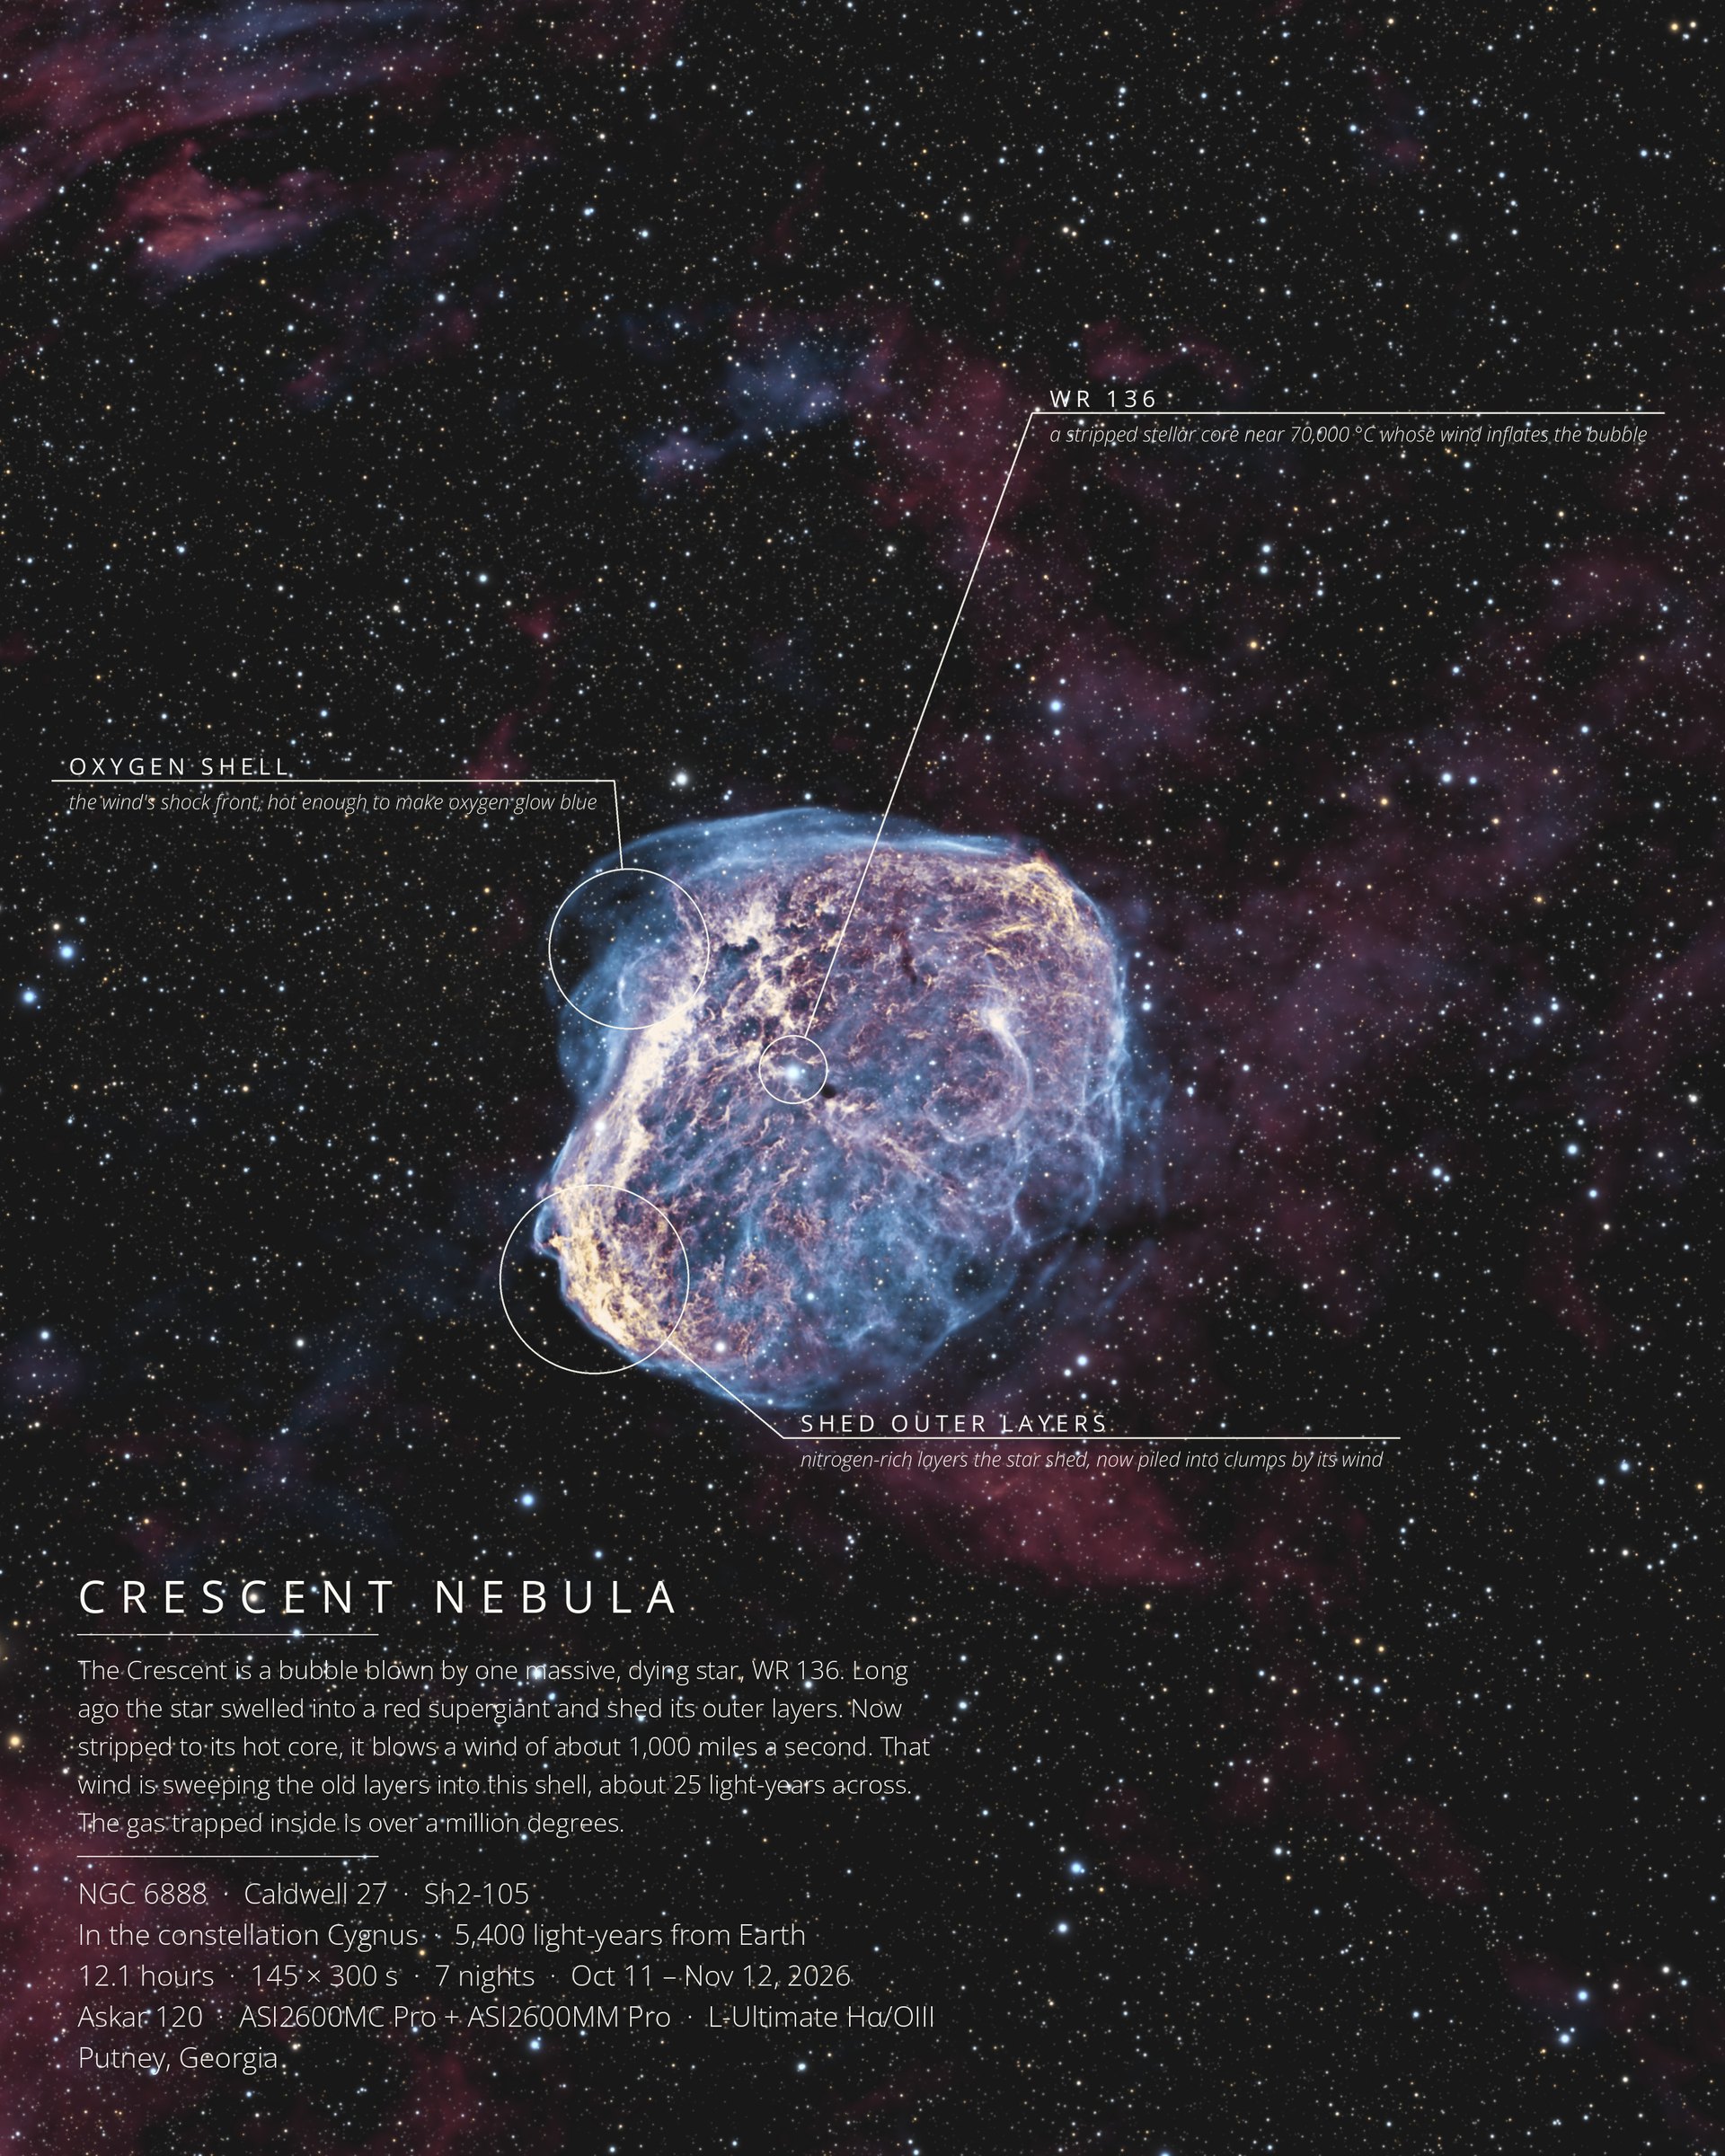 WR 136
a stripped stellar core near 70,000 °C whose wind inflates the bubble
OXYGEN SHELL
the wind's shock front, hot enough to make oxygen glow blue
SHED OUTER LAYERS
nitrogen-rich layers the star shed, now piled into clumps by its wind
CRESCENT NEBULA
The Crescent is a bubble blown by one massive, dying star, WR 136. Long
ago the star swelled into a red supergiant and shed its outer layers. Now
stripped to its hot core, it blows a wind of about 1,000 miles a second. That
wind is sweeping the old layers into this shell, about 25 light-years across.
The gas trapped inside is over a million degrees.
NGC 6888 · Caldwell 27 · Sh2-105
In the constellation Cygnus · 5,400 light-years from Earth
12.1 hours · 145 × 300 s · 7 nights · Oct 11 – Nov 12, 2026
Askar 120 · ASI2600MC Pro + ASI2600MM Pro · L-Ultimate Hα/OIII
Putney, Georgia